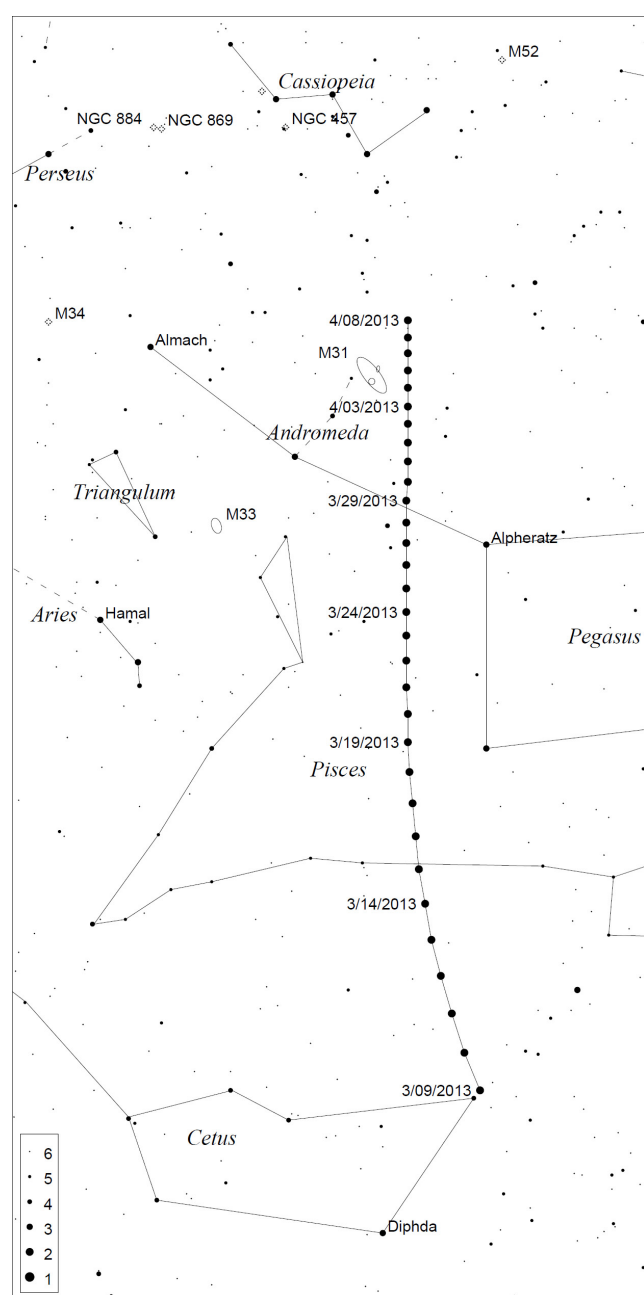 M52
Cassiopeia
NGC 884
NGC 869
NGC 457
Perseus
M34
4/08/2013
Almach
M31
4/03/2013
Andromeda
Triangulum
3/29/2013
M33
Alpheratz
Aries
Hamal
3/24/2013
Pegasus
3/19/2013
Pisces
3/14/2013
3/09/2013
Cetus
Diphda
6
5
4
3
2
1